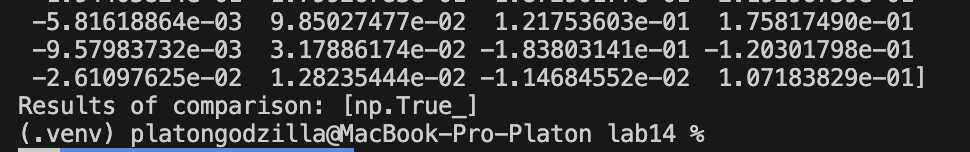 -5.81618864e-03 9.85027477e-02 1.21753603e-01 1.75817490e-01
-9.57983732e-03 3.17886174e-02 -1.83803141e-01 -1.20301798e-01
-2.61097625e-02 1.28235444e-02 -1.14684552e-02 1.07183829e-01]
Results of comparison: [np.True_]
(.venv) platongodzilla@MacBook-Pro-Platon lab14 %